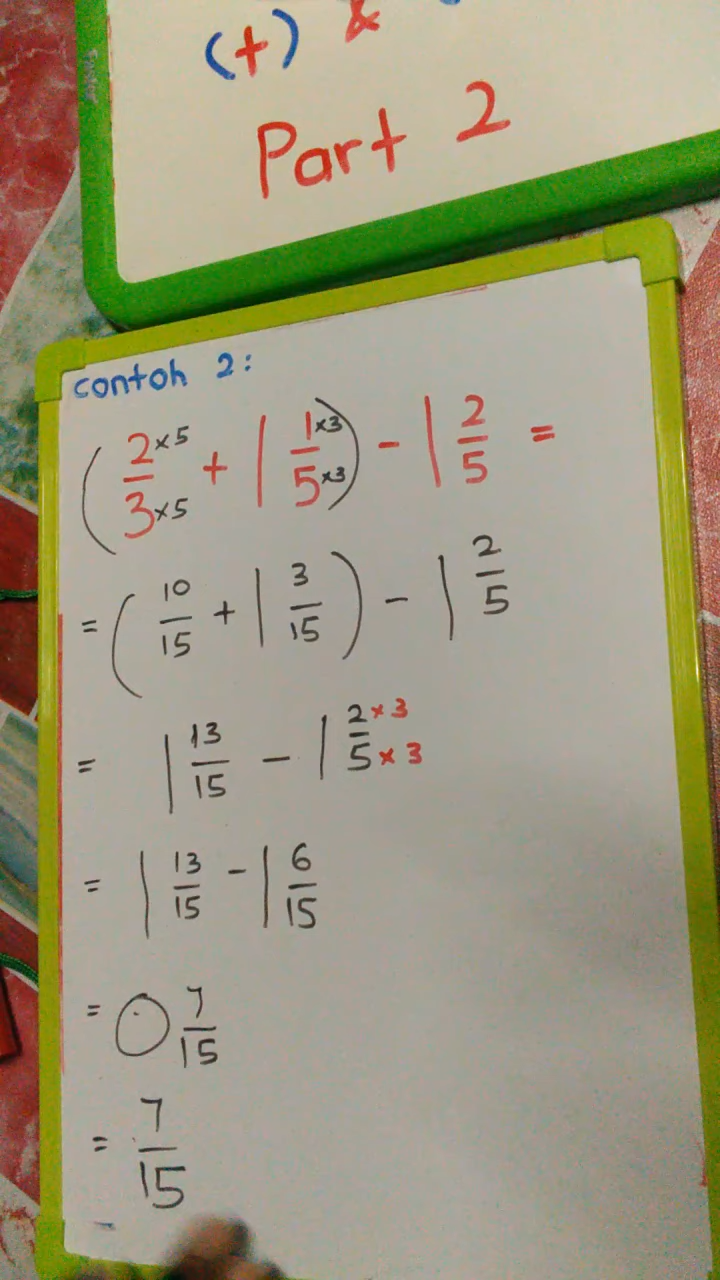 (+) &
Part 2
contoh 2:
(2/3 ×5 ×5 + 1 1/5 ×3 ×3) - 1 2/5 =
= (10/15 + 1 3/15) - 1 2/5
= 1 13/15 - 1 2/5 ×3 ×3
= 1 13/15 - 1 6/15
= 0 7/15
= 7/15